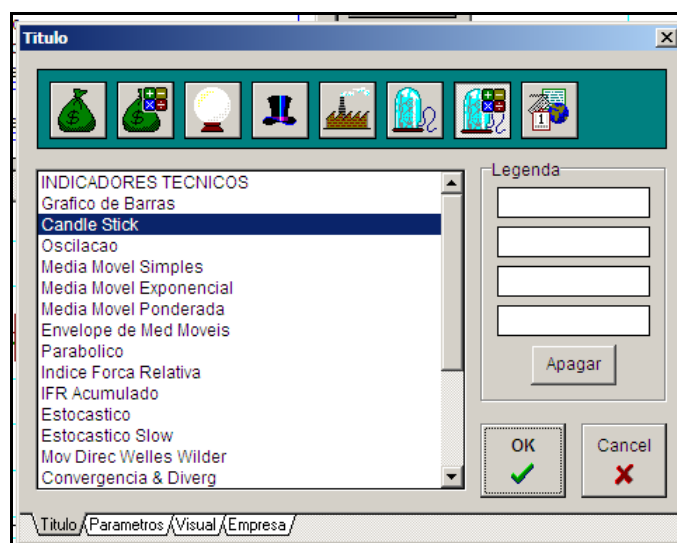 Titulo
INDICADORES TECNICOS
Grafico de Barras
Candle Stick
Oscilacao
Media Movel Simples
Media Movel Exponencial
Media Movel Ponderada
Envelope de Med Moveis
Parabolico
Indice Forca Relativa
IFR Acumulado
Estocastico
Estocastico Slow
Mov Direc Welles Wilder
Convergencia & Diverg
Legenda
Apagar
OK
Cancel
Titulo
Parametros
Visual
Empresa